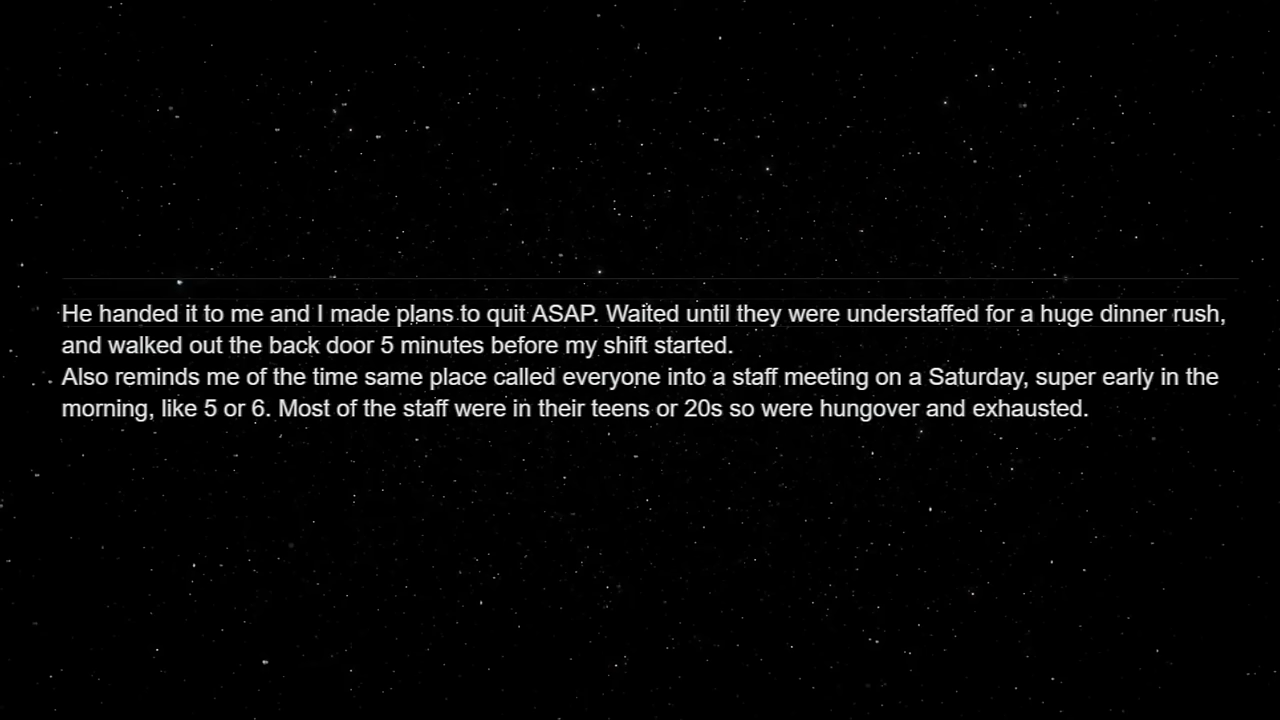 He handed it to me and I made plans to quit ASAP. Waited until they were understaffed for a huge dinner rush,
and walked out the back door 5 minutes before my shift started.
Also reminds me of the time same place called everyone into a staff meeting on a Saturday, super early in the
morning, like 5 or 6. Most of the staff were in their teens or 20s so were hungover and exhausted.